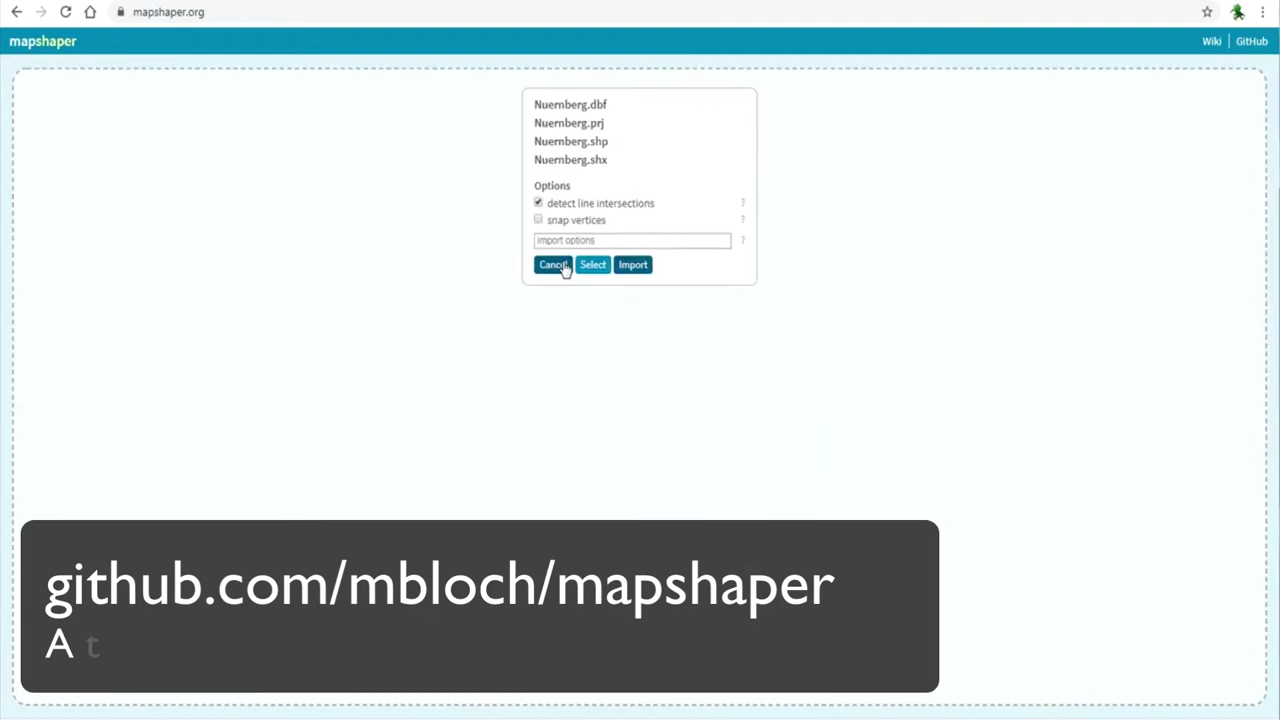 mapshaper.org
mapshaper
Wiki | GitHub
Nuernberg.dbf
Nuernberg.prj
Nuernberg.shp
Nuernberg.shx
Options
detect line intersections ?
snap vertices ?
import options ?
Cancel Select Import
github.com/mbloch/mapshaper
A t